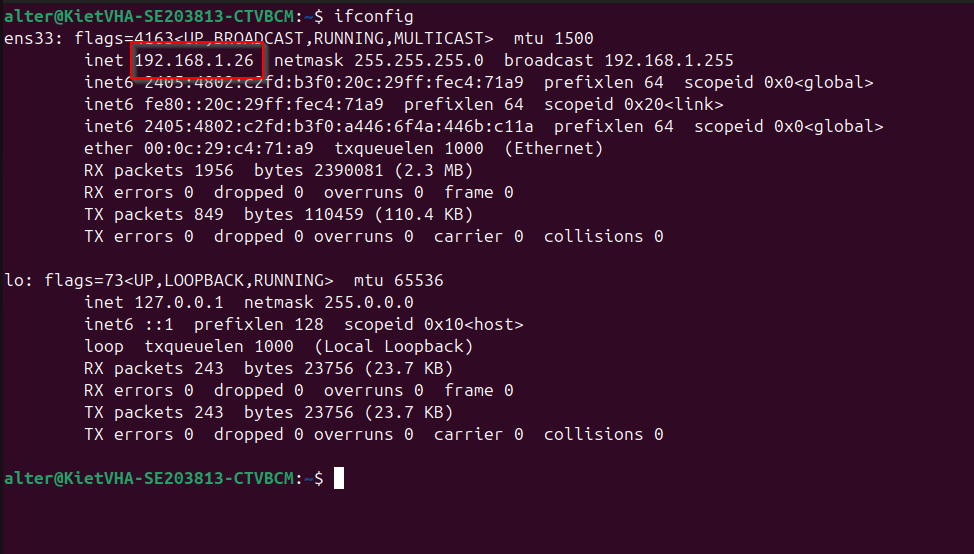 alter@KietVHA-SE203813-CTVBCM:~$ ifconfig
ens33: flags=4163<UP,BROADCAST,RUNNING,MULTICAST>  mtu 1500
        inet 192.168.1.26  netmask 255.255.255.0  broadcast 192.168.1.255
        inet6 2405:4802:c2fd:b3f0:20c:29ff:fec4:71a9  prefixlen 64  scopeid 0x0<global>
        inet6 fe80::20c:29ff:fec4:71a9  prefixlen 64  scopeid 0x20<link>
        inet6 2405:4802:c2fd:b3f0:a446:6f4a:446b:c11a  prefixlen 64  scopeid 0x0<global>
        ether 00:0c:29:c4:71:a9  txqueuelen 1000  (Ethernet)
        RX packets 1956  bytes 2390081 (2.3 MB)
        RX errors 0  dropped 0  overruns 0  frame 0
        TX packets 849  bytes 110459 (110.4 KB)
        TX errors 0  dropped 0 overruns 0  carrier 0  collisions 0

lo: flags=73<UP,LOOPBACK,RUNNING>  mtu 65536
        inet 127.0.0.1  netmask 255.0.0.0
        inet6 ::1  prefixlen 128  scopeid 0x10<host>
        loop  txqueuelen 1000  (Local Loopback)
        RX packets 243  bytes 23756 (23.7 KB)
        RX errors 0  dropped 0  overruns 0  frame 0
        TX packets 243  bytes 23756 (23.7 KB)
        TX errors 0  dropped 0 overruns 0  carrier 0  collisions 0

alter@KietVHA-SE203813-CTVBCM:~$